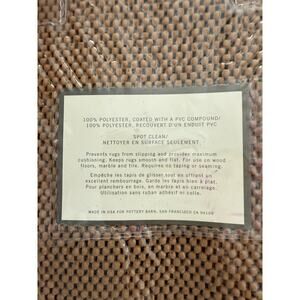 100% POLYESTER, COATED WITH A PVC COMPOUND/
100% POLYESTER, RECOUVERT D'UN ENDUIT PVC
SPOT CLEAN/
NETTOYER EN SURFACE SEULEMENT
Prevents rugs from slipping and provides maximum
cushioning. Keeps rugs smooth and flat. For use on wood
floors, marble and tile. Requires no taping or seaming.
Empêche les tapis de glisser tout en offrant un
excellent rembourrage. Garde les tapis bien à plat.
Pour planchers en bois, en marbre et en carrelage.
Utilisation sans ruban adhésif ni colle.
MADE IN USA FOR POTTERY BARN, SAN FRANCISCO CA 94109